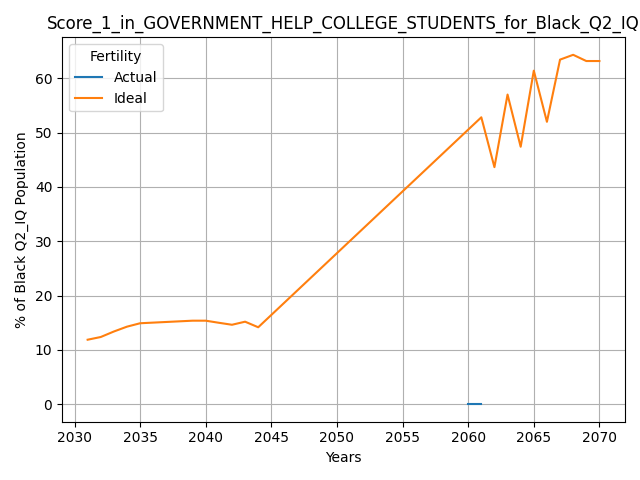 Score_1_in_GOVERNMENT_HELP_COLLEGE_STUDENTS_for_Black_Q2_IQ
Fertility
Actual
Ideal
% of Black Q2_IQ Population
60
50
40
30
20
10
0
2030 2035 2040 2045 2050 2055 2060 2065 2070
Years